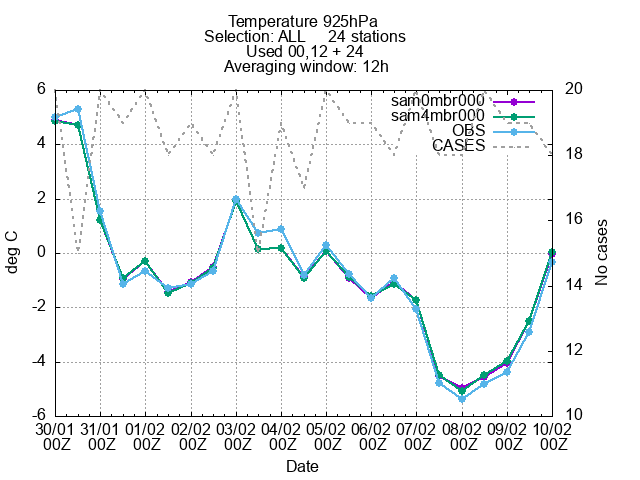 Temperature 925hPa
Selection: ALL 24 stations
Used 00,12 + 24
Averaging window: 12h
6
4
2
0
-2
-4
-6
deg C
20
18
16
14
12
10
No cases
sam0mbr000
sam4mbr000
OBS
CASES
30/01 31/01 01/02 02/02 03/02 04/02 05/02 06/02 07/02 08/02 09/02 10/02
00Z 00Z 00Z 00Z 00Z 00Z 00Z 00Z 00Z 00Z 00Z 00Z
Date